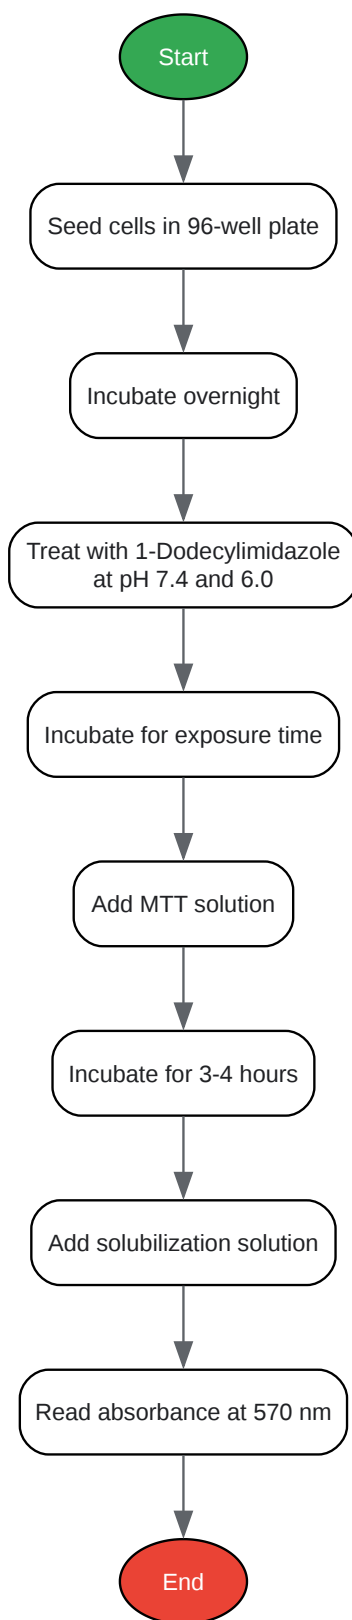 Start
Seed cells in 96-well plate
Incubate overnight
Treat with 1-Dodecylimidazole
at pH 7.4 and 6.0
Incubate for exposure time
Add MTT solution
Incubate for 3-4 hours
Add solubilization solution
Read absorbance at 570 nm
End